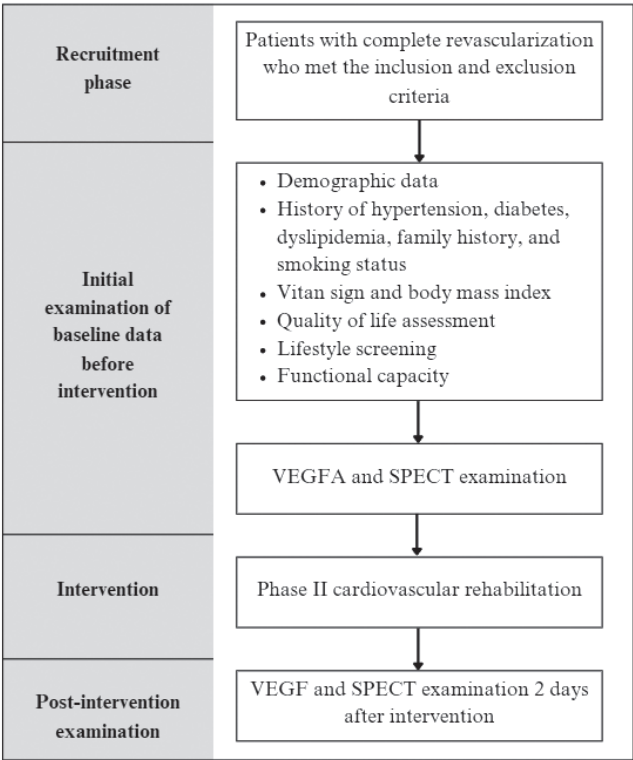 Recruitment
phase
Patients with complete revascularization
who met the inclusion and exclusion
criteria
Initial
examination of
baseline data
before
intervention
• Demographic data
• History of hypertension, diabetes,
dyslipidemia, family history, and
smoking status
• Vitan sign and body mass index
• Quality of life assessment
• Lifestyle screening
• Functional capacity
VEGFA and SPECT examination
Intervention
Phase II cardiovascular rehabilitation
Post-intervention
examination
VEGF and SPECT examination 2 days
after intervention